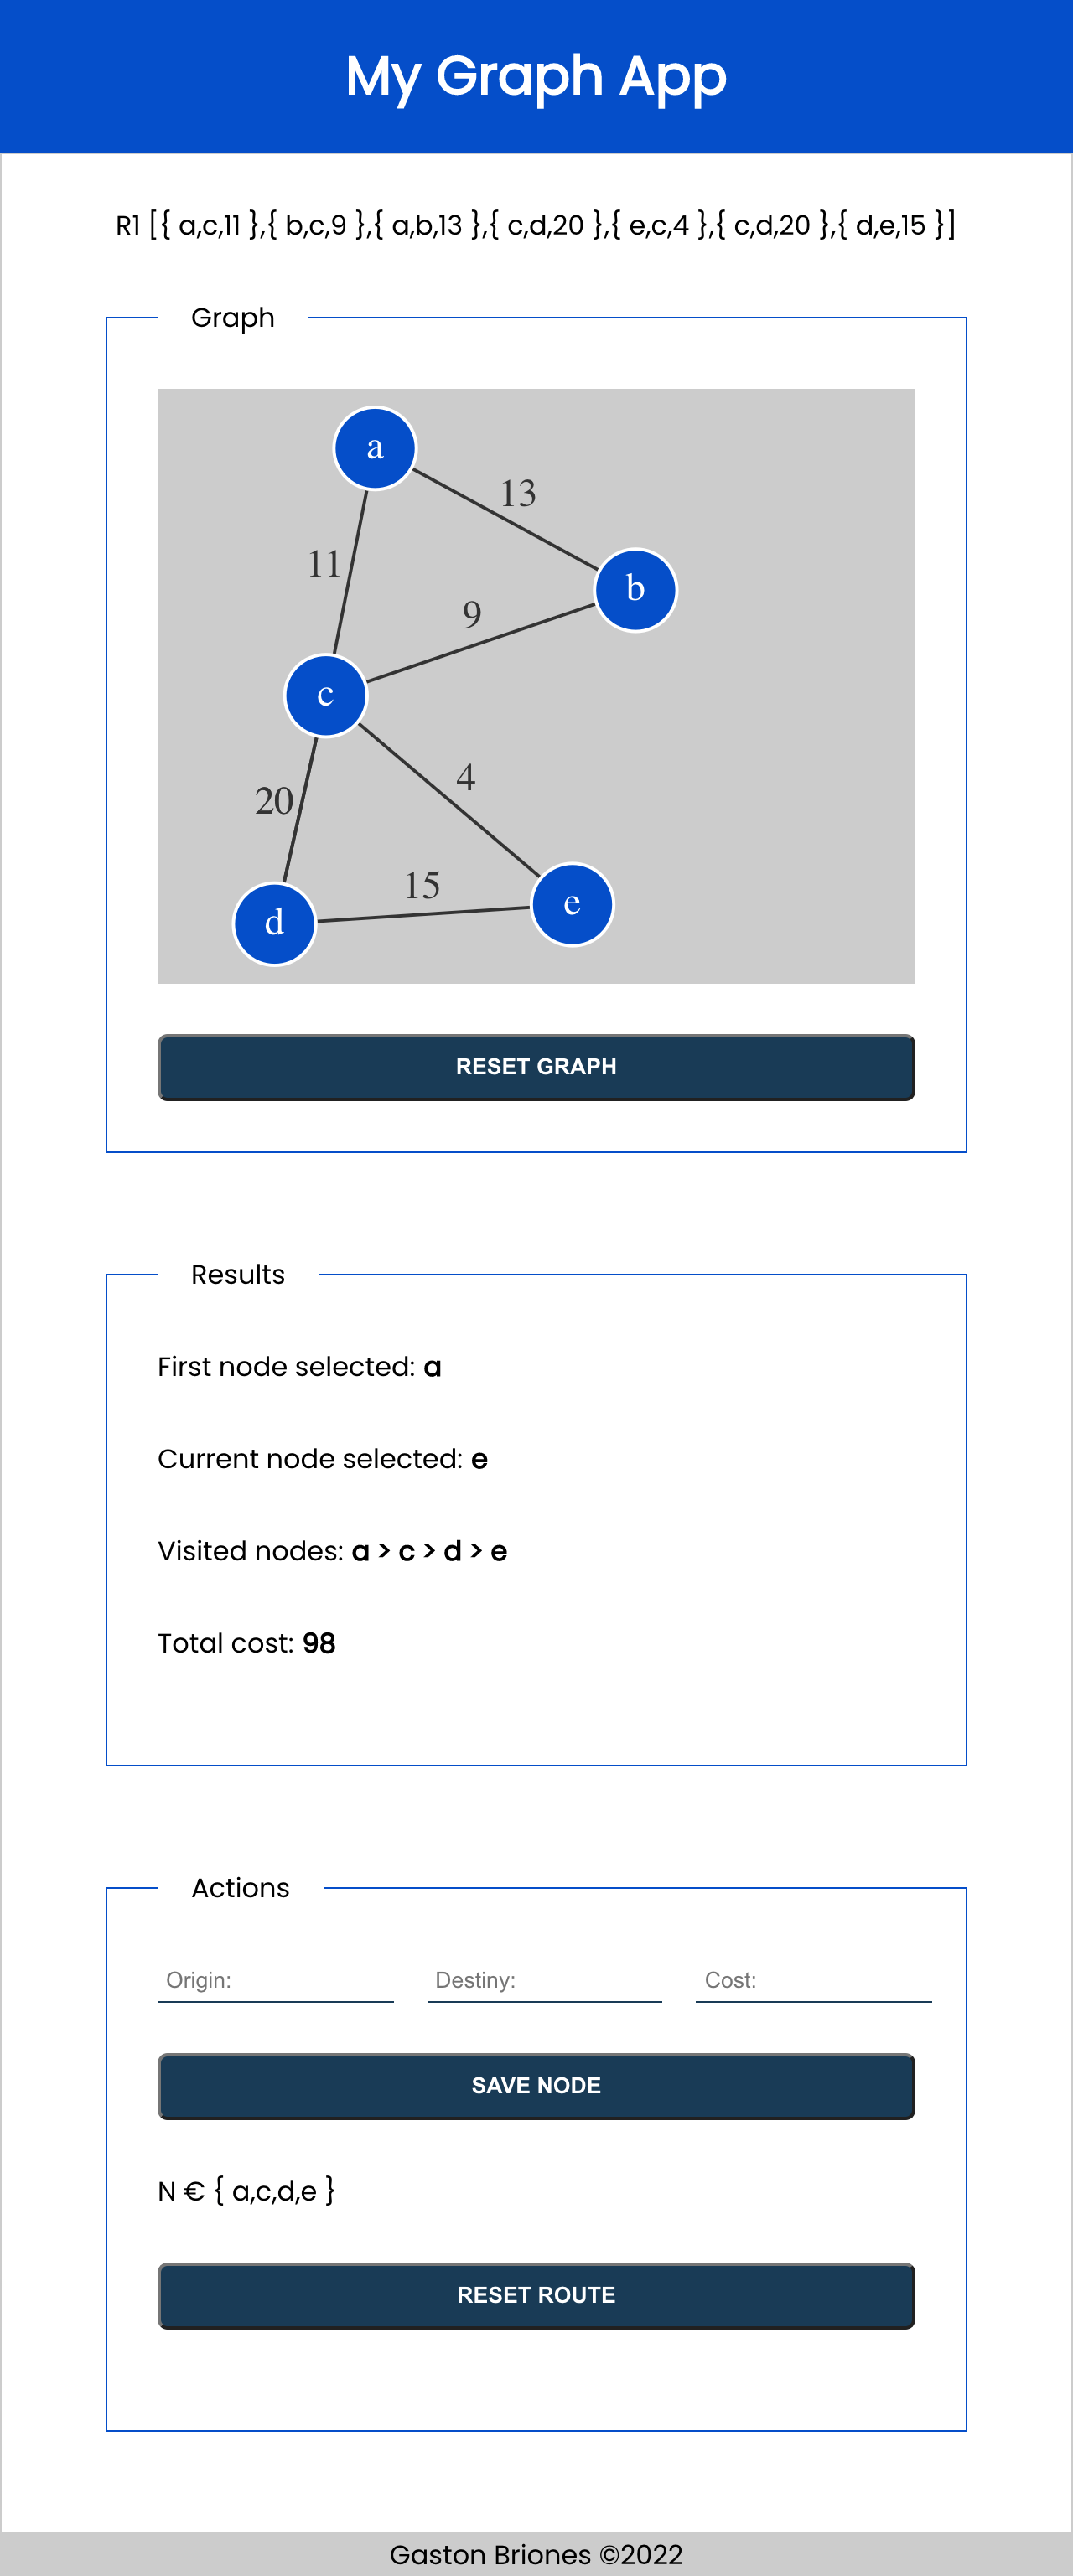 My Graph App
R1 [{ a,c,11 },{ b,c,9 },{ a,b,13 },{ c,d,20 },{ e,c,4 },{ c,d,20 },{ d,e,15 }]
Graph
a
13
11
b
9
c
4
20
15
e
d
RESET GRAPH
Results
First node selected: a
Current node selected: e
Visited nodes: a > c > d > e
Total cost: 98
Actions
Origin: Destiny: Cost:
SAVE NODE
N € { a,c,d,e }
RESET ROUTE
Gaston Briones ©2022